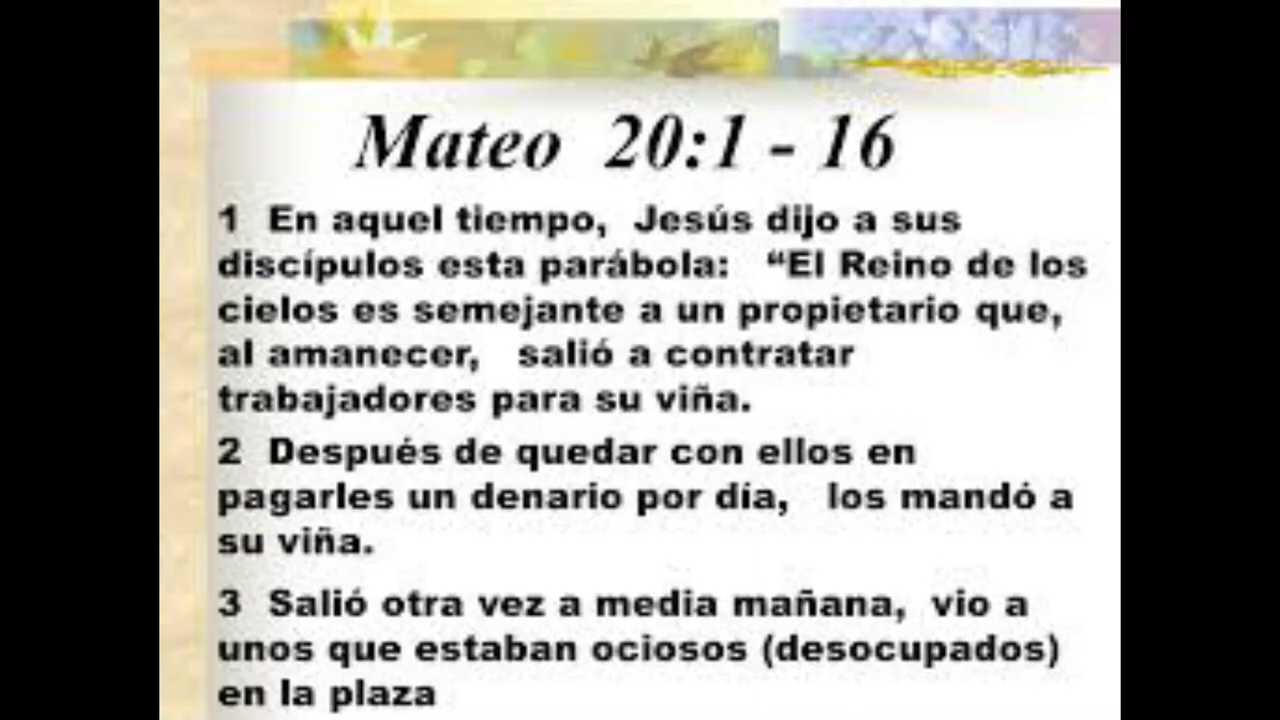 Mateo 20:1 - 16
1 En aquel tiempo, Jesús dijo a sus
discípulos esta parábola: “El Reino de los
cielos es semejante a un propietario que,
al amanecer, salió a contratar
trabajadores para su viña.
2 Después de quedar con ellos en
pagarles un denario por día, los mandó a
su viña.
3 Salió otra vez a media mañana, vio a
unos que estaban ociosos (desocupados)
en la plaza